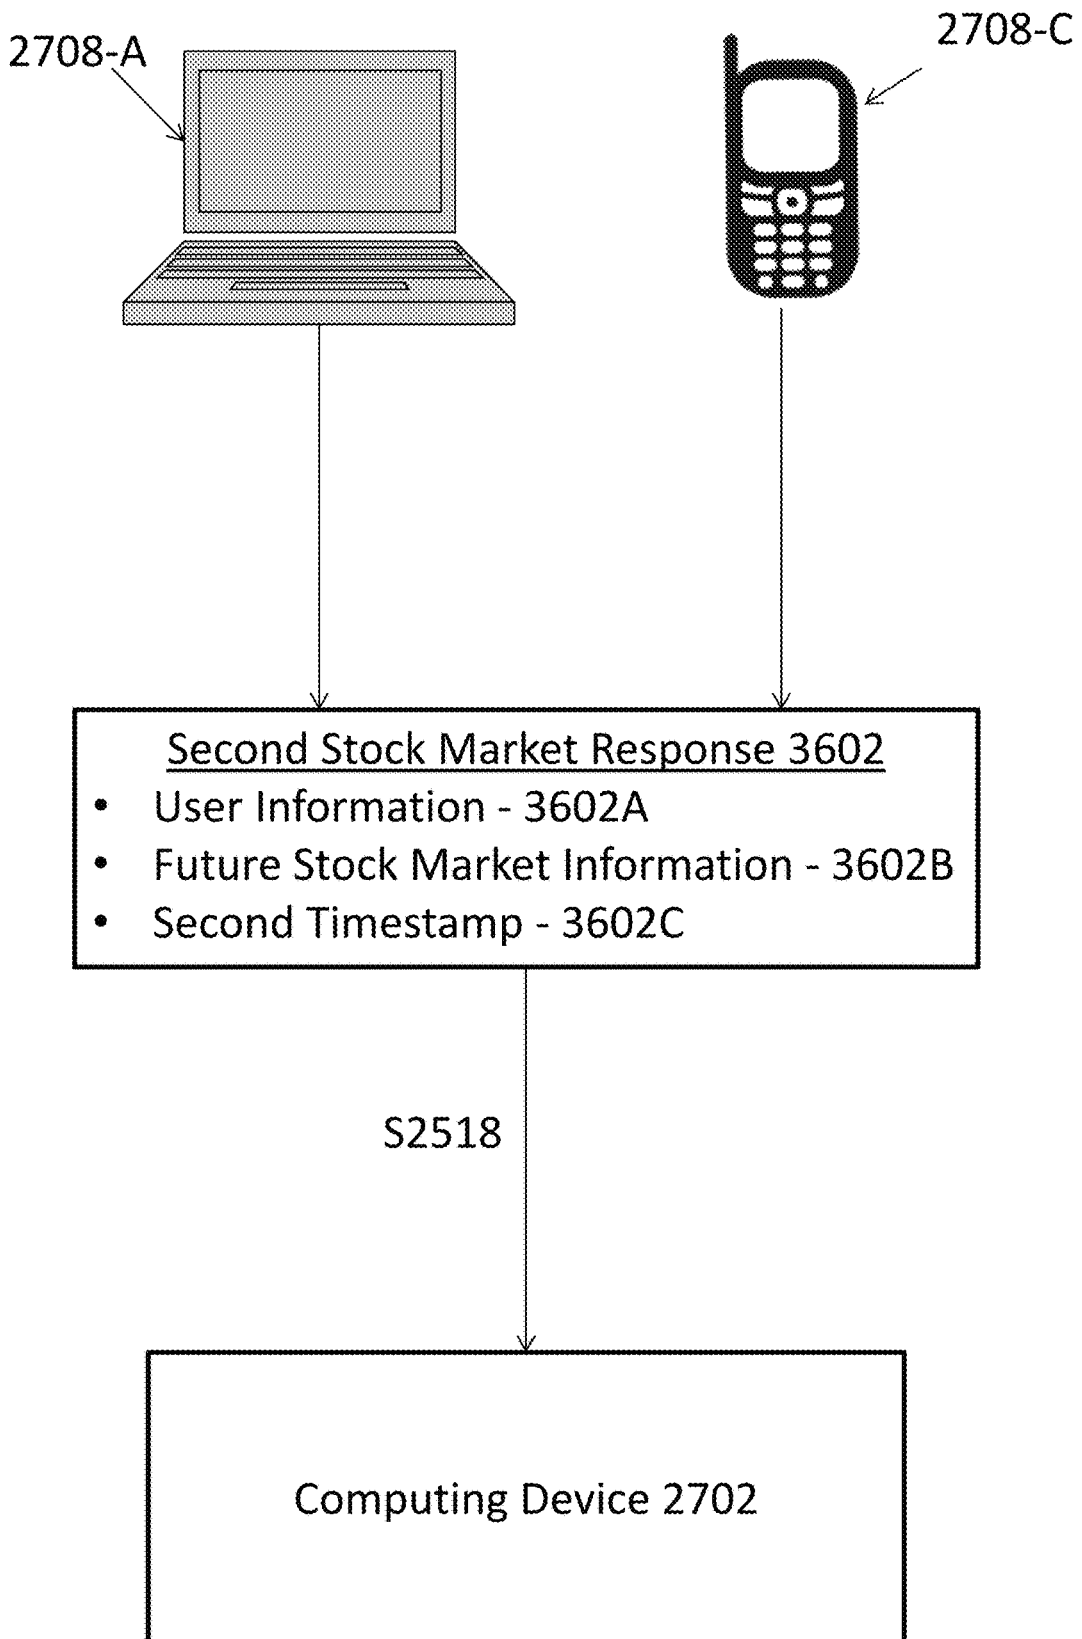 2708-A
2708-C
Second Stock Market Response 3602
• User Information - 3602A
• Future Stock Market Information - 3602B
• Second Timestamp - 3602C
S2518
Computing Device 2702